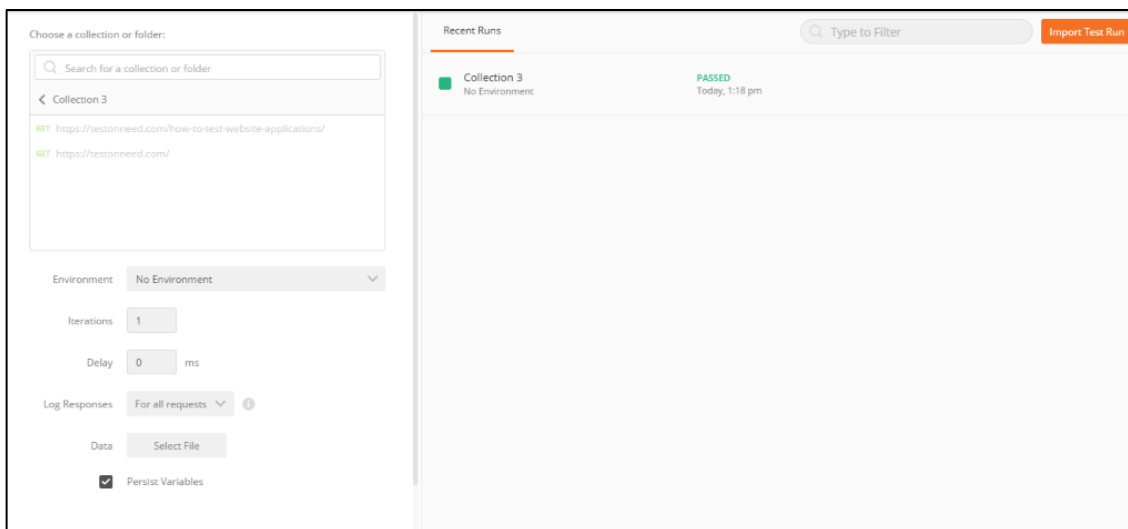 Choose a collection or folder:
Search for a collection or folder
Collection 3
GET https://testonneed.com/how-to-test-website-applications/
GET https://testonneed.com/
Environment No Environment
Iterations 1
Delay 0 ms
Log Responses For all requests
Data Select File
Persist Variables
Recent Runs Type to Filter Import Test Run
Collection 3 PASSED
No Environment Today, 1:18 pm